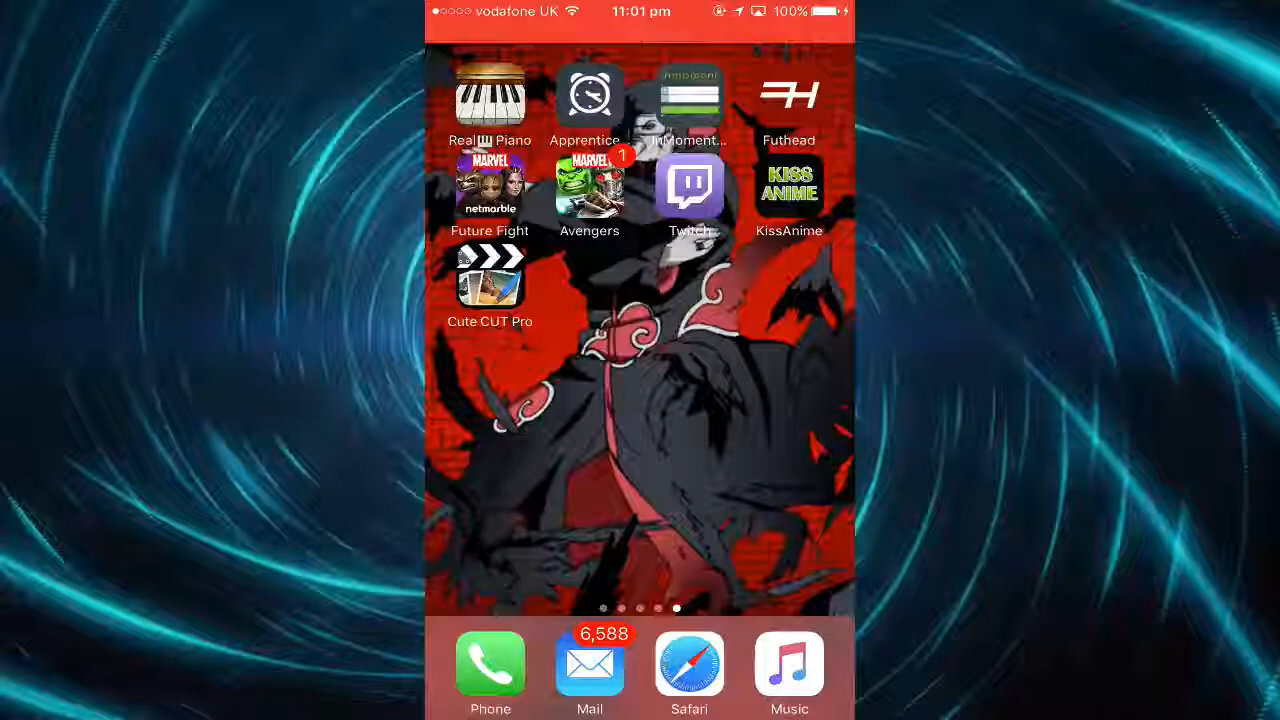 vodafone UK 11:01 pm 100%
Real Piano Apprentice InMoment... Futhead
MARVEL MARVEL 1 KISS
netmarble ANIME
Future Fight Avengers Twitch KissAnime
Cute CUT Pro
6,588
Phone Mail Safari Music